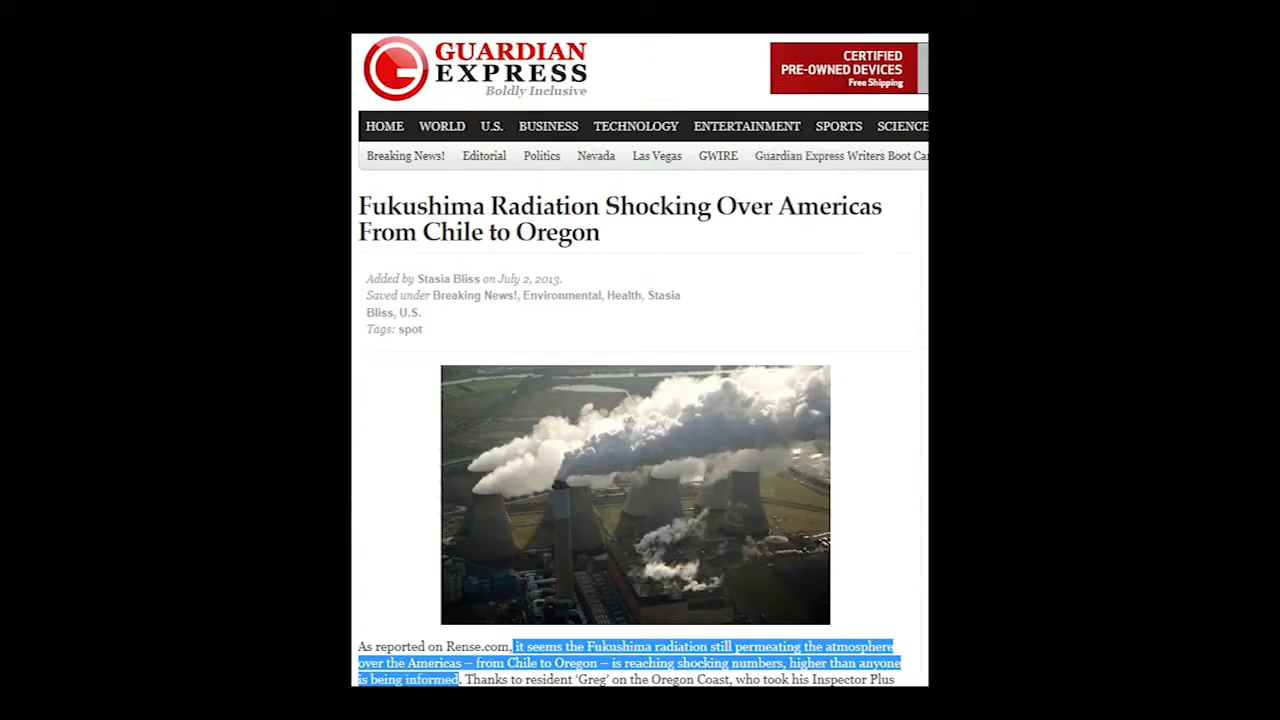 GUARDIAN
EXPRESS
Boldly Inclusive
CERTIFIED
PRE-OWNED DEVICES
Free Shipping
HOME WORLD U.S. BUSINESS TECHNOLOGY ENTERTAINMENT SPORTS SCIENCE
Breaking News! Editorial Politics Nevada Las Vegas GWIRE Guardian Express Writers Boot Ca
Fukushima Radiation Shocking Over Americas
From Chile to Oregon
Added by Stasia Bliss on July 2, 2013.
Saved under Breaking News!, Environmental, Health, Stasia
Bliss, U.S.
Tags: spot
As reported on Rense.com, it seems the Fukushima radiation still permeating the atmosphere
over the Americas – from Chile to Oregon – is reaching shocking numbers, higher than anyone
is being informed. Thanks to resident ‘Greg’ on the Oregon Coast, who took his Inspector Plus